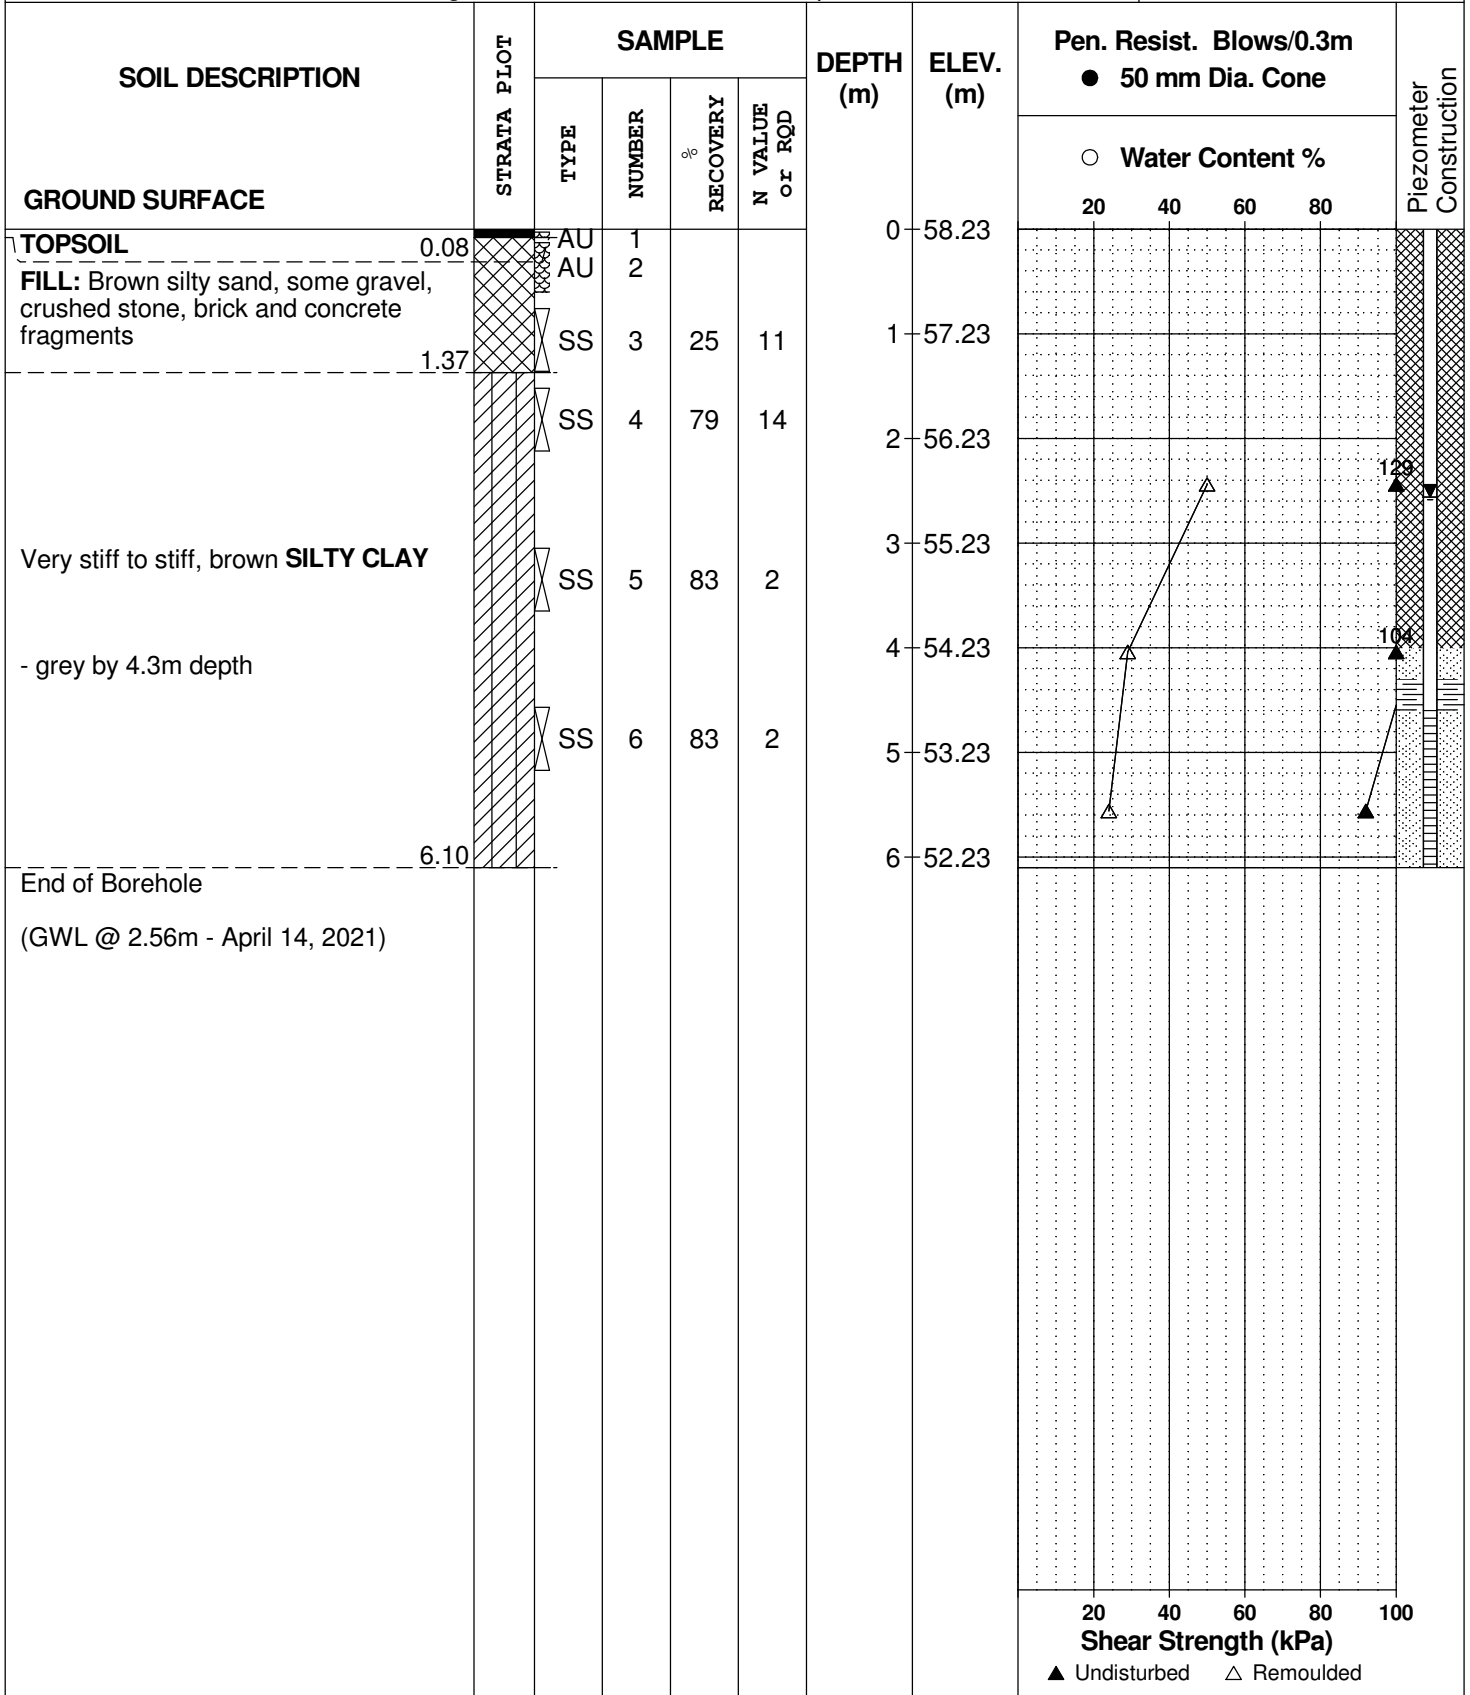 SOIL DESCRIPTION
GROUND SURFACE
STRATA PLOT
SAMPLE
TYPE
NUMBER
%
RECOVERY
N VALUE
or RQD
DEPTH
(m)
ELEV.
(m)
Pen. Resist. Blows/0.3m
● 50 mm Dia. Cone
○ Water Content %
20 40 60 80
Piezometer
Construction
TOPSOIL 0.08
FILL: Brown silty sand, some gravel,
crushed stone, brick and concrete
fragments
1.37
AU 1
AU 2
SS 3 25 11
SS 4 79 14
Very stiff to stiff, brown SILTY CLAY
SS 5 83 2
- grey by 4.3m depth
SS 6 83 2
6.10
End of Borehole
(GWL @ 2.56m - April 14, 2021)
0 58.23
1 57.23
2 56.23
3 55.23
4 54.23
5 53.23
6 52.23
129
104
20 40 60 80 100
Shear Strength (kPa)
▲ Undisturbed △ Remoulded